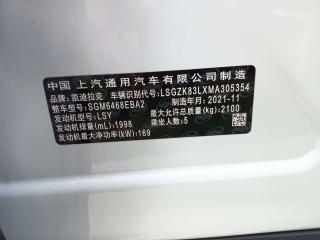 中国 上汽通用汽车有限公司制造
品牌:凯迪拉克 车辆识别代号:LSGZK83LXMA305354
整车型号:SGM6468EBA2 制造年月:2021-11
发动机型号:LSY 最大允许总质量(kg):2100
发动机排量(mL):1998 乘坐人数:5
发动机最大净功率(kW):169